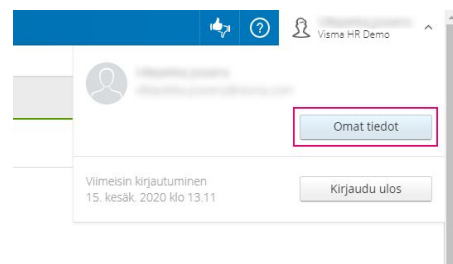 Visma HR Demo
Omat tiedot
Viimeisin kirjautuminen
15. kesäk. 2020 klo 13.11
Kirjaudu ulos